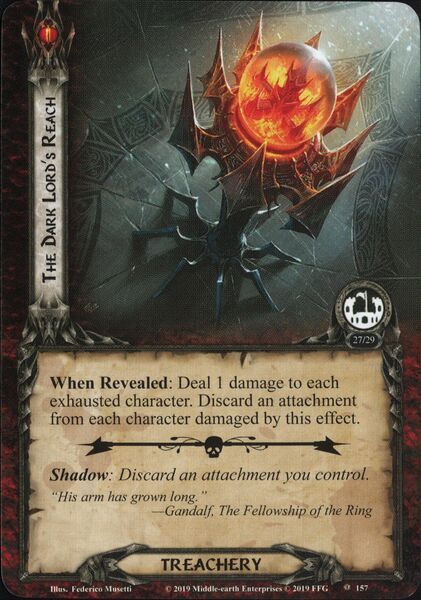 THE DARK LORD'S REACH
27/29
When Revealed: Deal 1 damage to each
exhausted character. Discard an attachment
from each character damaged by this effect.
Shadow: Discard an attachment you control.
"His arm has grown long."
—Gandalf, The Fellowship of the Ring
TREACHERY
Illus. Federico Musetti
© 2019 Middle-earth Enterprises © 2019 FFG
157